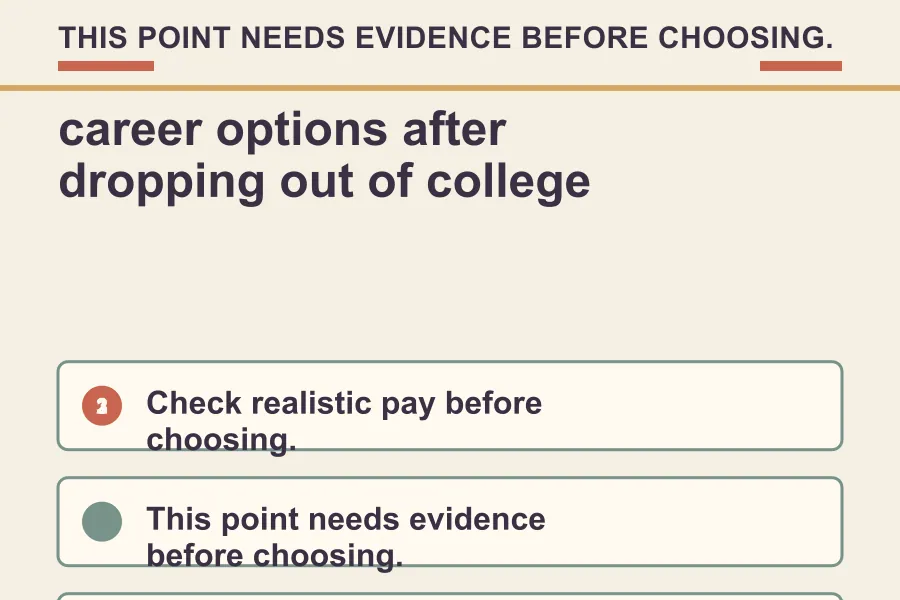 THIS POINT NEEDS EVIDENCE BEFORE CHOOSING.
career options after
dropping out of college
Check realistic pay before
choosing.
This point needs evidence
before choosing.